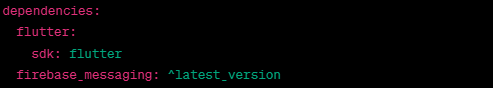 dependencies:
  flutter:
    sdk: flutter
  firebase_messaging: ^latest_version